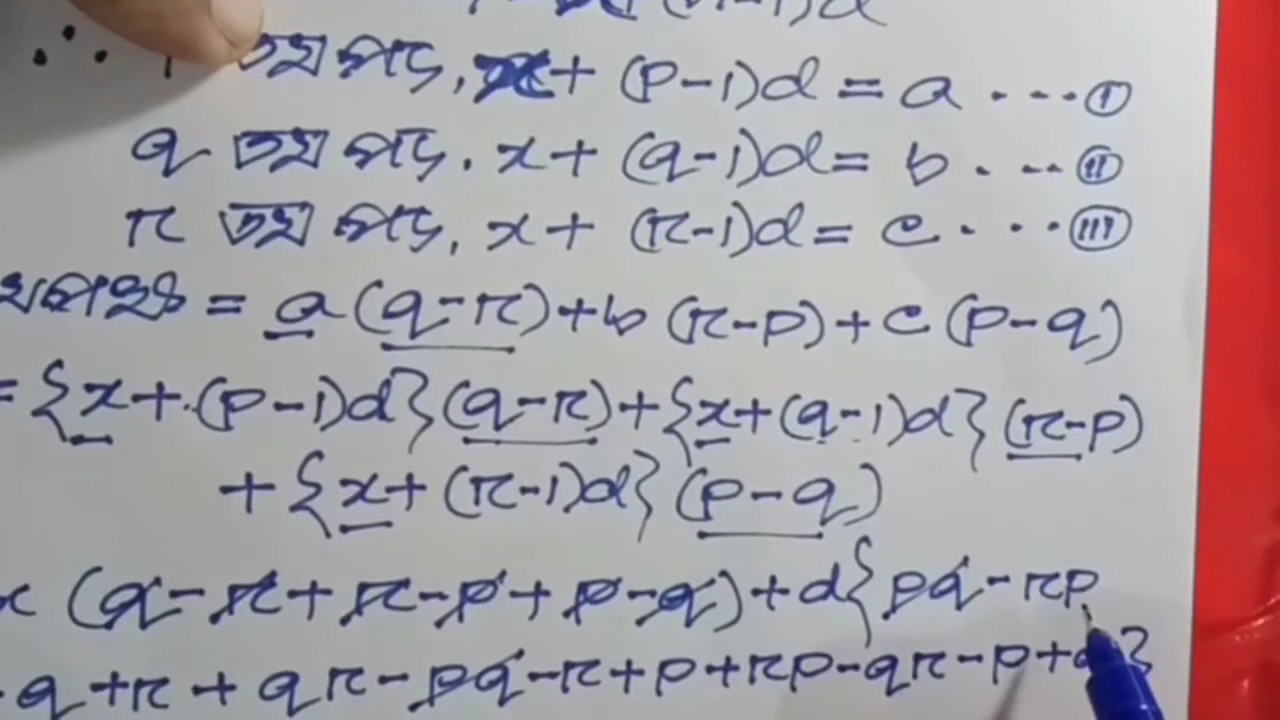 (r-1)d
∴ তম পদ, x + (p-1)d = a ....(i)
q তম পদ, x + (q-1)d = b ....(ii)
r তম পদ, x + (r-1)d = c ....(iii)
= a(q-r)+b(r-p)+c(p-q)
= {x+(p-1)d}(q-r)+{x+(q-1)d}(r-p)
+{x+(r-1)d}(p-q)
x (q-r+r-p+p-q)+d{pq-rp
-q+r+qr-pq-r+p+rp-qr-p+q}